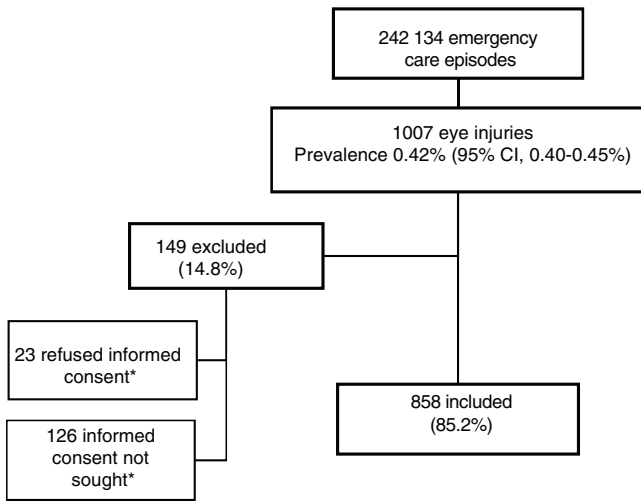 242 134 emergency
care episodes
1007 eye injuries
Prevalence 0.42% (95% CI, 0.40-0.45%)
149 excluded
(14.8%)
23 refused informed
consent*
126 informed
consent not
sought*
858 included
(85.2%)